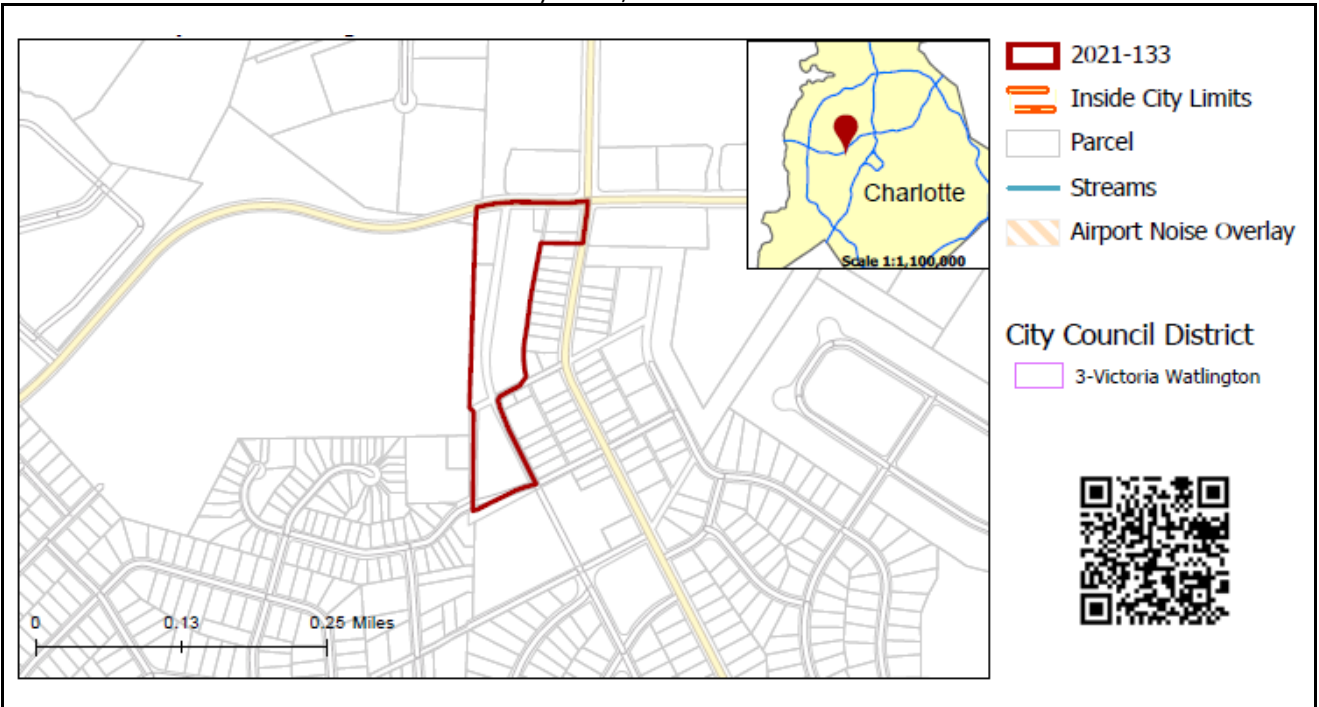 2021-133
Inside City Limits
Parcel
Streams
Airport Noise Overlay
Charlotte
Scale 1:1,100,000
City Council District
3-Victoria Watlington
0 0.13 0.25 Miles